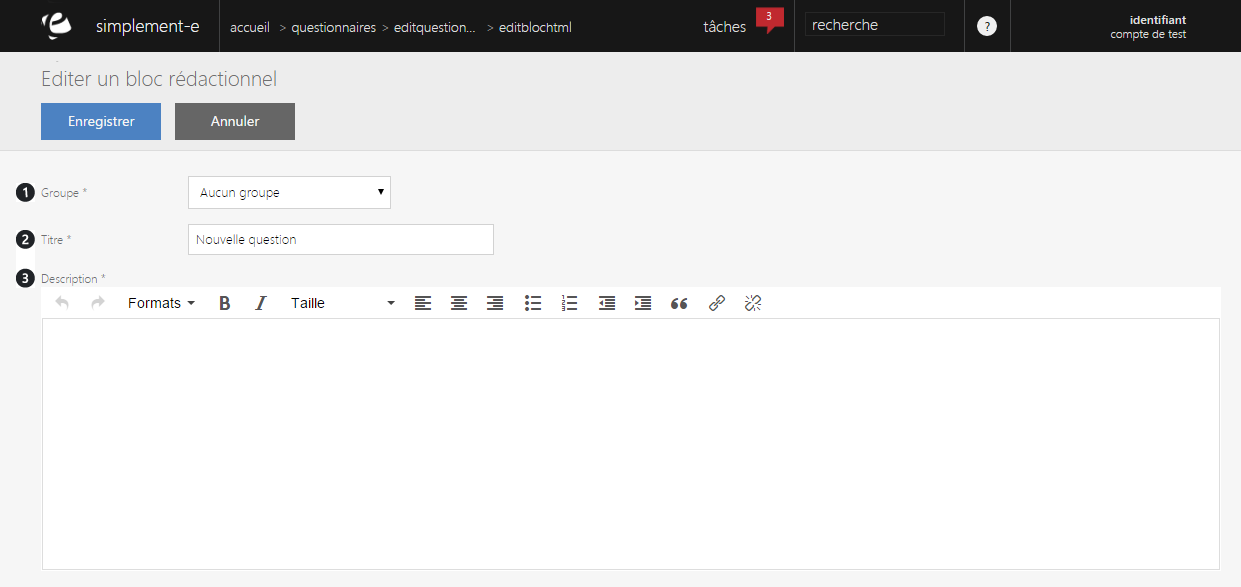 simplement-e accueil > questionnaires > editquestion... > editblochtml tâches 3 recherche ? identifiant
compte de test
Editer un bloc rédactionnel
Enregistrer Annuler
1 Groupe * Aucun groupe
2 Titre * Nouvelle question
3 Description *
Formats B I Taille